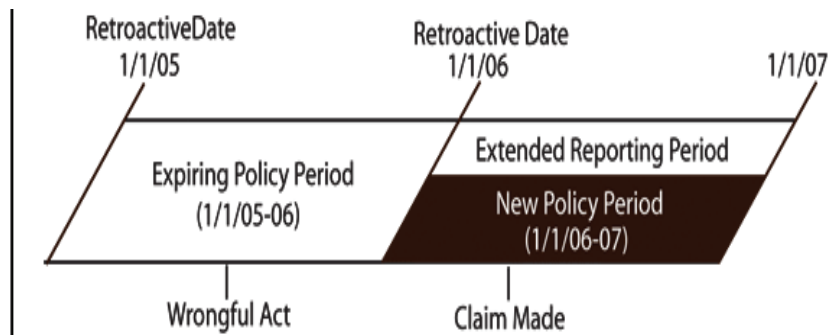 RetroactiveDate
1/1/05
Retroactive Date
1/1/06
1/1/07
Expiring Policy Period
(1/1/05-06)
Extended Reporting Period
New Policy Period
(1/1/06-07)
Wrongful Act
Claim Made